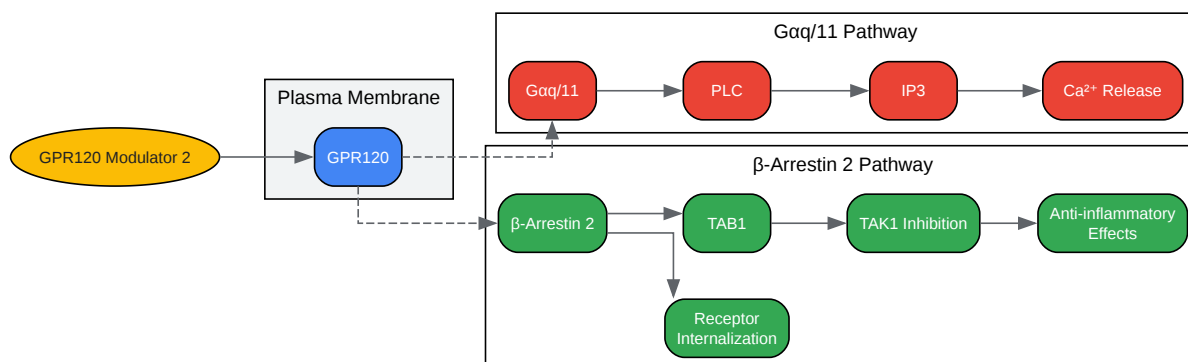 Gαq/11 Pathway
Gαq/11
PLC
IP3
Ca²⁺ Release
Plasma Membrane
GPR120 Modulator 2
GPR120
β-Arrestin 2 Pathway
β-Arrestin 2
TAB1
TAK1 Inhibition
Anti-inflammatory
Effects
Receptor
Internalization